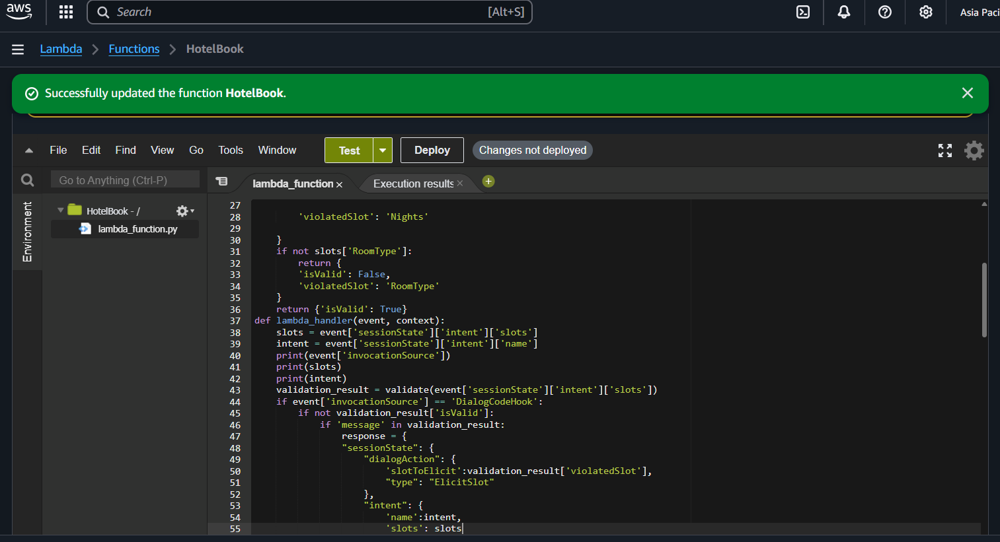 aws
Search
[Alt+S]
Asia Paci
Lambda
Functions
HotelBook
Successfully updated the function HotelBook.
File
Edit
Find
View
Go
Tools
Window
Test
Deploy
Changes not deployed
Go to Anything (Ctrl-P)
lambda_function
Execution results
Environment
HotelBook - /
lambda_function.py
27
28 'violatedSlot': 'Nights'
29
30 }
31 if not slots['RoomType']:
32 return {
33 'isValid': False,
34 'violatedSlot': 'RoomType'
35 }
36 return {'isValid': True}
37 def lambda_handler(event, context):
38 slots = event['sessionState']['intent']['slots']
39 intent = event['sessionState']['intent']['name']
40 print(event['invocationSource'])
41 print(slots)
42 print(intent)
43 validation_result = validate(event['sessionState']['intent']['slots'])
44 if event['invocationSource'] == 'DialogCodeHook':
45 if not validation_result['isValid']:
46 if 'message' in validation_result:
47 response = {
48 "sessionState": {
49 "dialogAction": {
50 'slotToElicit':validation_result['violatedSlot'],
51 "type": "ElicitSlot"
52 },
53 "intent": {
54 'name':intent,
55 'slots': slots